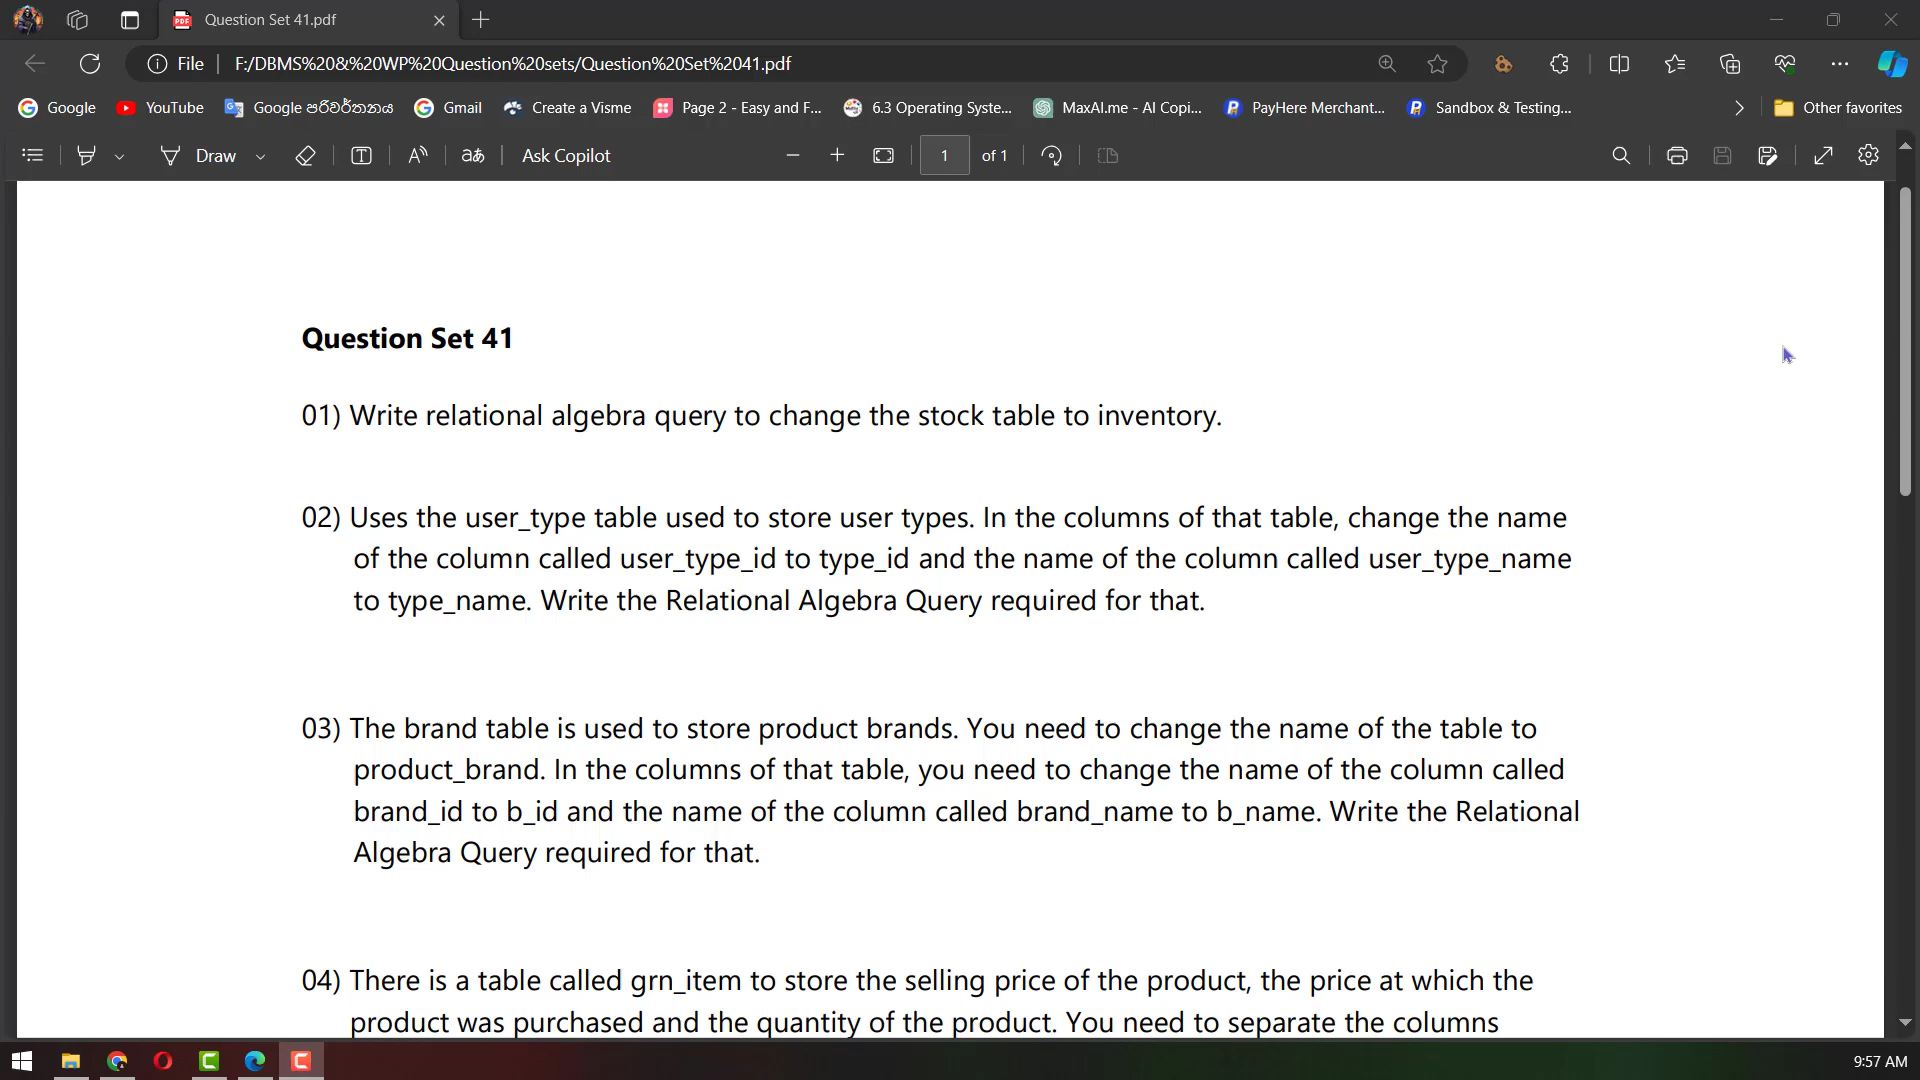 Question Set 41.pdf
File
F:/DBMS%20&%20WP%20Question%20sets/Question%20Set%2041.pdf
Google
YouTube
Google පරිවර්තනය
Gmail
Create a Visme
Page 2 - Easy and F...
6.3 Operating Syste...
MaxAI.me - AI Copi...
PayHere Merchant...
Sandbox & Testing...
Other favorites
Draw
Ask Copilot
1
of 1
Question Set 41
01) Write relational algebra query to change the stock table to inventory.
02) Uses the user_type table used to store user types. In the columns of that table, change the name
of the column called user_type_id to type_id and the name of the column called user_type_name
to type_name. Write the Relational Algebra Query required for that.
03) The brand table is used to store product brands. You need to change the name of the table to
product_brand. In the columns of that table, you need to change the name of the column called
brand_id to b_id and the name of the column called brand_name to b_name. Write the Relational
Algebra Query required for that.
04) There is a table called grn_item to store the selling price of the product, the price at which the
product was purchased and the quantity of the product. You need to separate the columns
9:57 AM